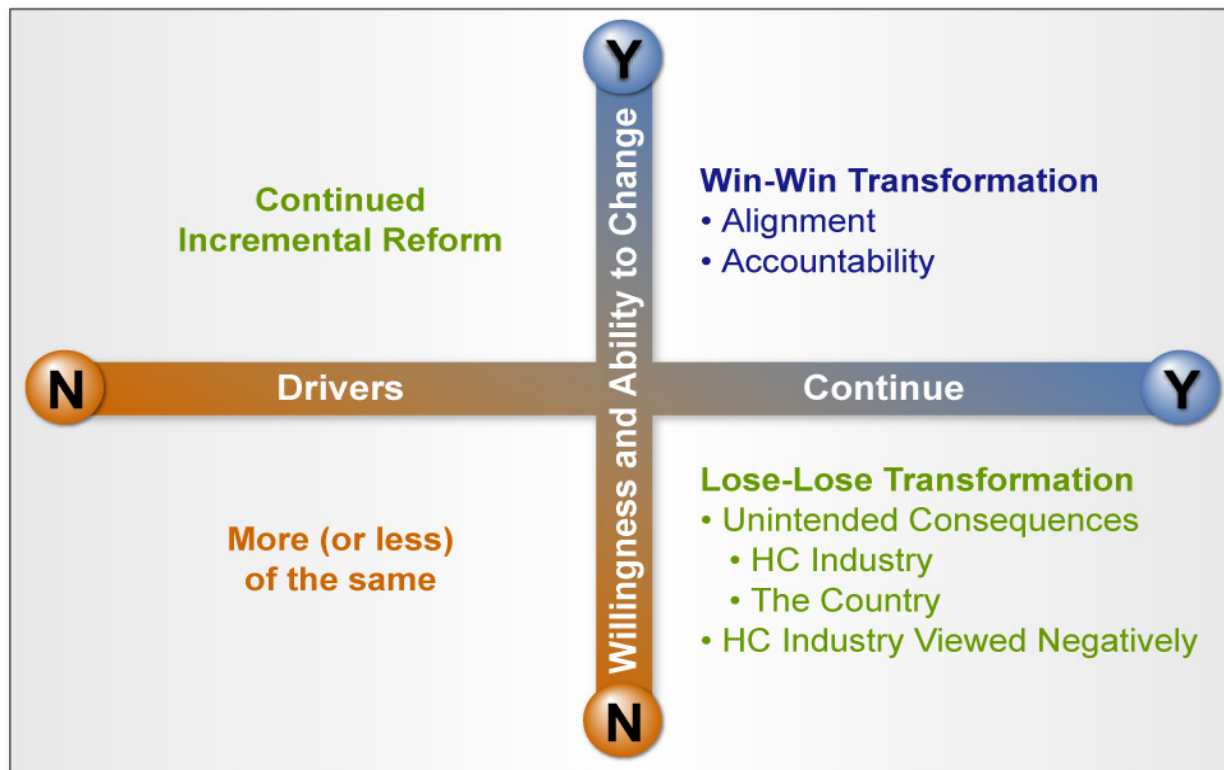 Y
Continued
Incremental Reform
Win-Win Transformation
• Alignment
• Accountability
Willingness and Ability to Change
N
Drivers
Continue
Y
More (or less)
of the same
Lose-Lose Transformation
• Unintended Consequences
• HC Industry
• The Country
• HC Industry Viewed Negatively
N